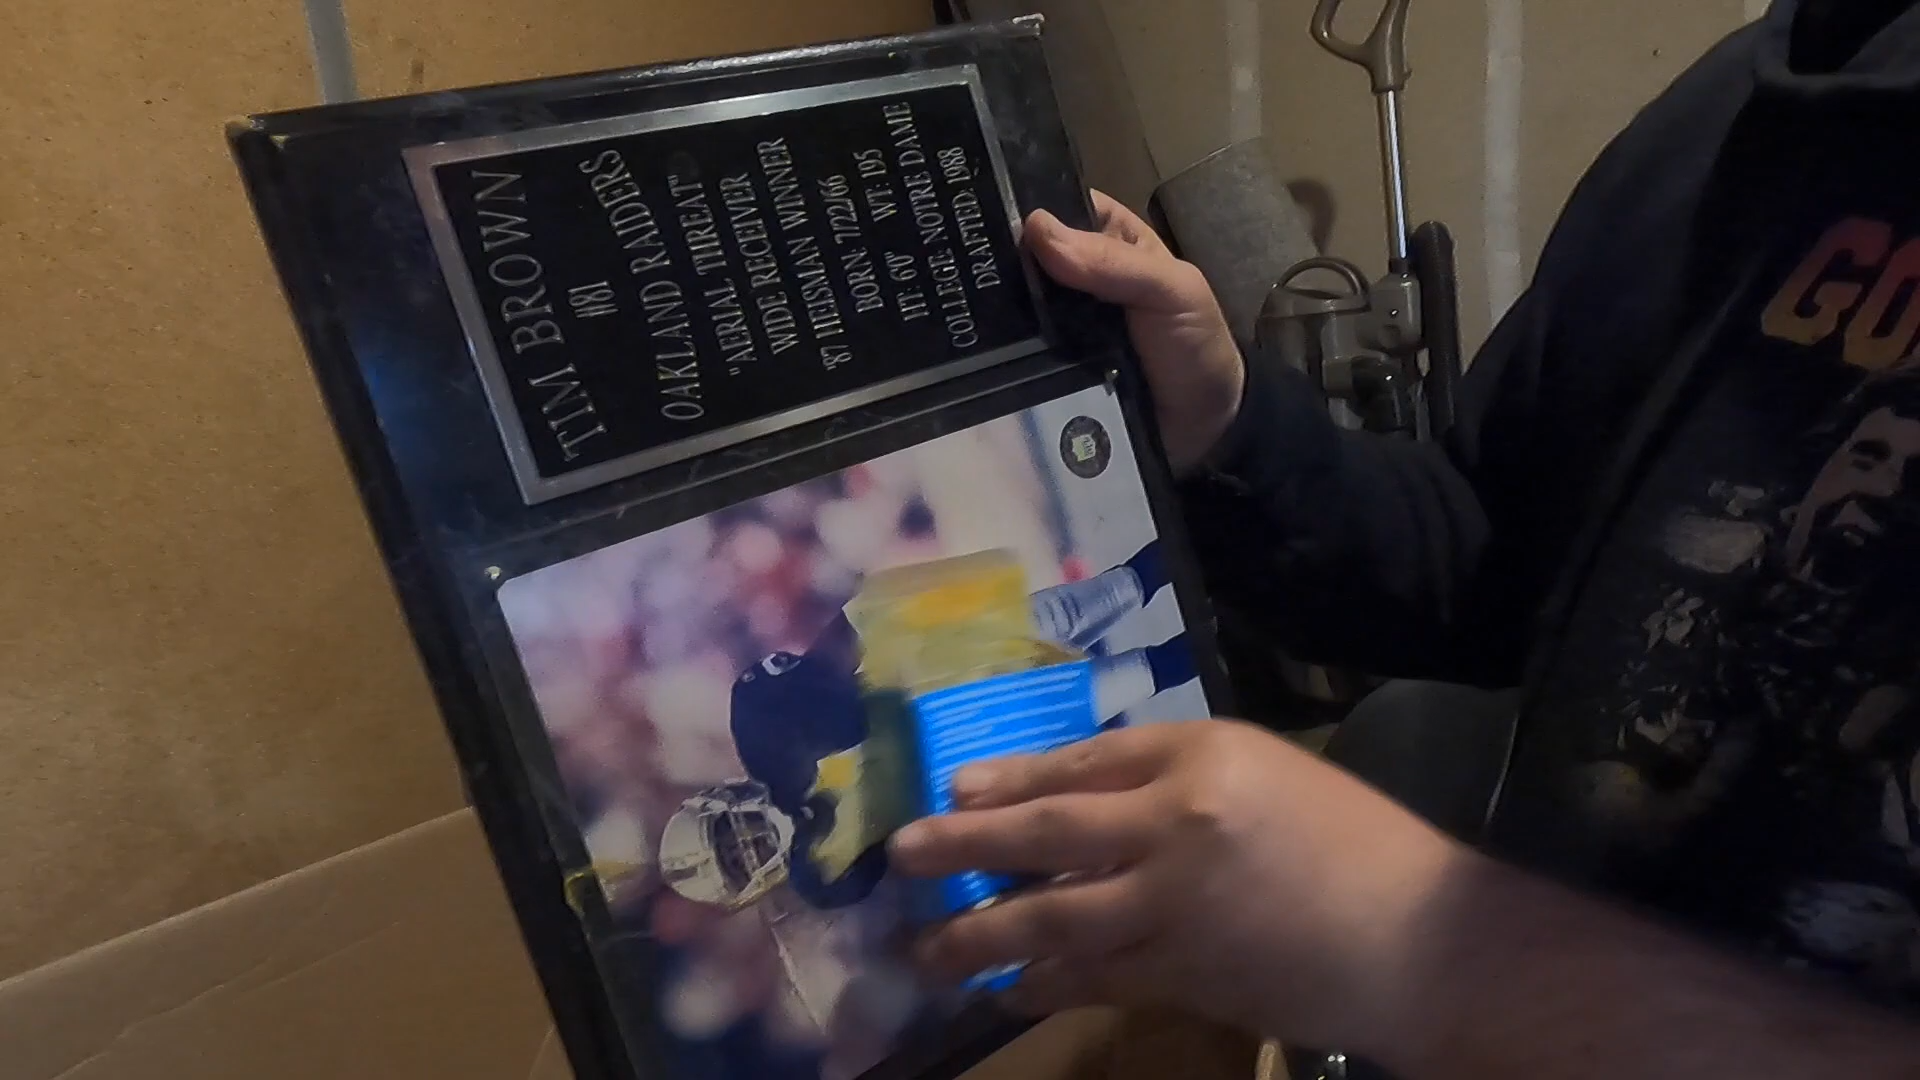 TIM BROWN
#81
OAKLAND RAIDERS
"AERIAL THREAT"
WIDE RECEIVER
'87 HEISMAN WINNER
BORN: 7/22/66
HT: 6'0" WT: 195
COLLEGE: NOTRE DAME
DRAFTED: 1988
GO